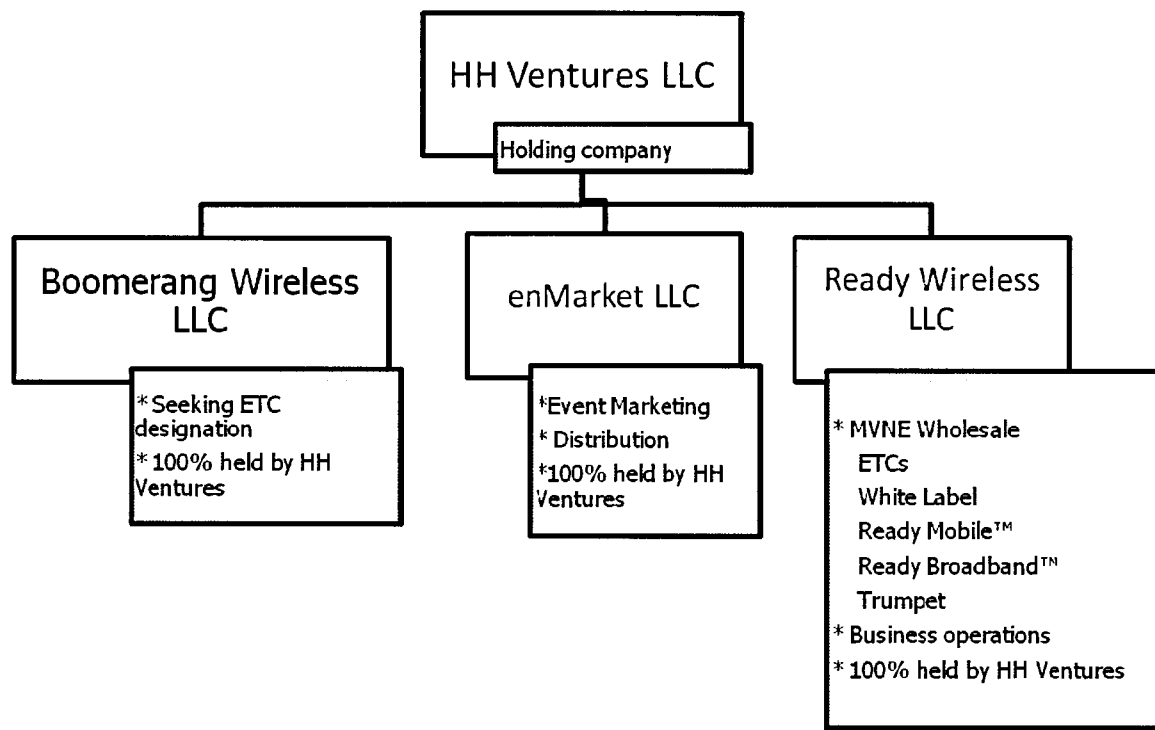 HH Ventures LLC
Holding company
Boomerang Wireless
LLC
* Seeking ETC
designation
* 100% held by HH
Ventures
enMarket LLC
*Event Marketing
* Distribution
*100% held by HH
Ventures
Ready Wireless
LLC
* MVNE Wholesale
ETCs
White Label
Ready Mobile™
Ready Broadband™
Trumpet
* Business operations
* 100% held by HH Ventures